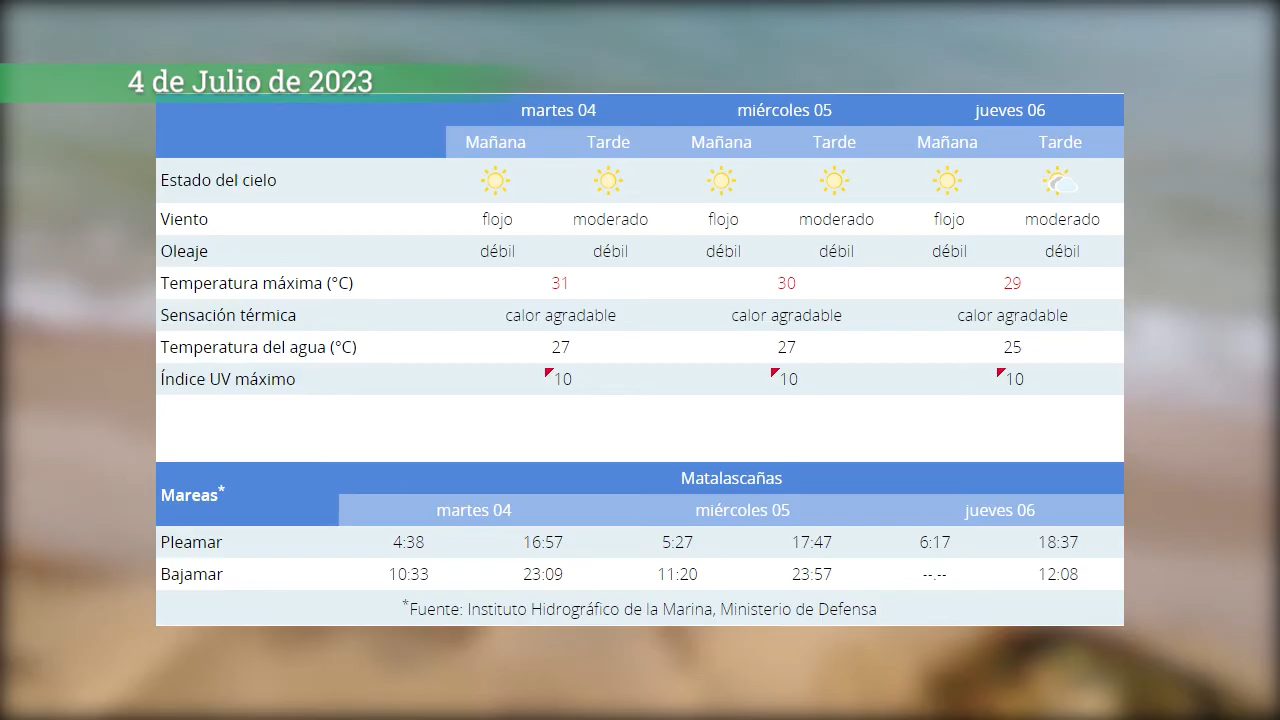 4 de Julio de 2023
martes 04 miércoles 05 jueves 06
Mañana Tarde Mañana Tarde Mañana Tarde
Estado del cielo
Viento flojo moderado flojo moderado flojo moderado
Oleaje débil débil débil débil débil débil
Temperatura máxima (°C) 31 30 29
Sensación térmica calor agradable calor agradable calor agradable
Temperatura del agua (°C) 27 27 25
Índice UV máximo 10 10 10
Matalascañas
Mareas*
martes 04 miércoles 05 jueves 06
Pleamar 4:38 16:57 5:27 17:47 6:17 18:37
Bajamar 10:33 23:09 11:20 23:57 --.-- 12:08
*Fuente: Instituto Hidrográfico de la Marina, Ministerio de Defensa